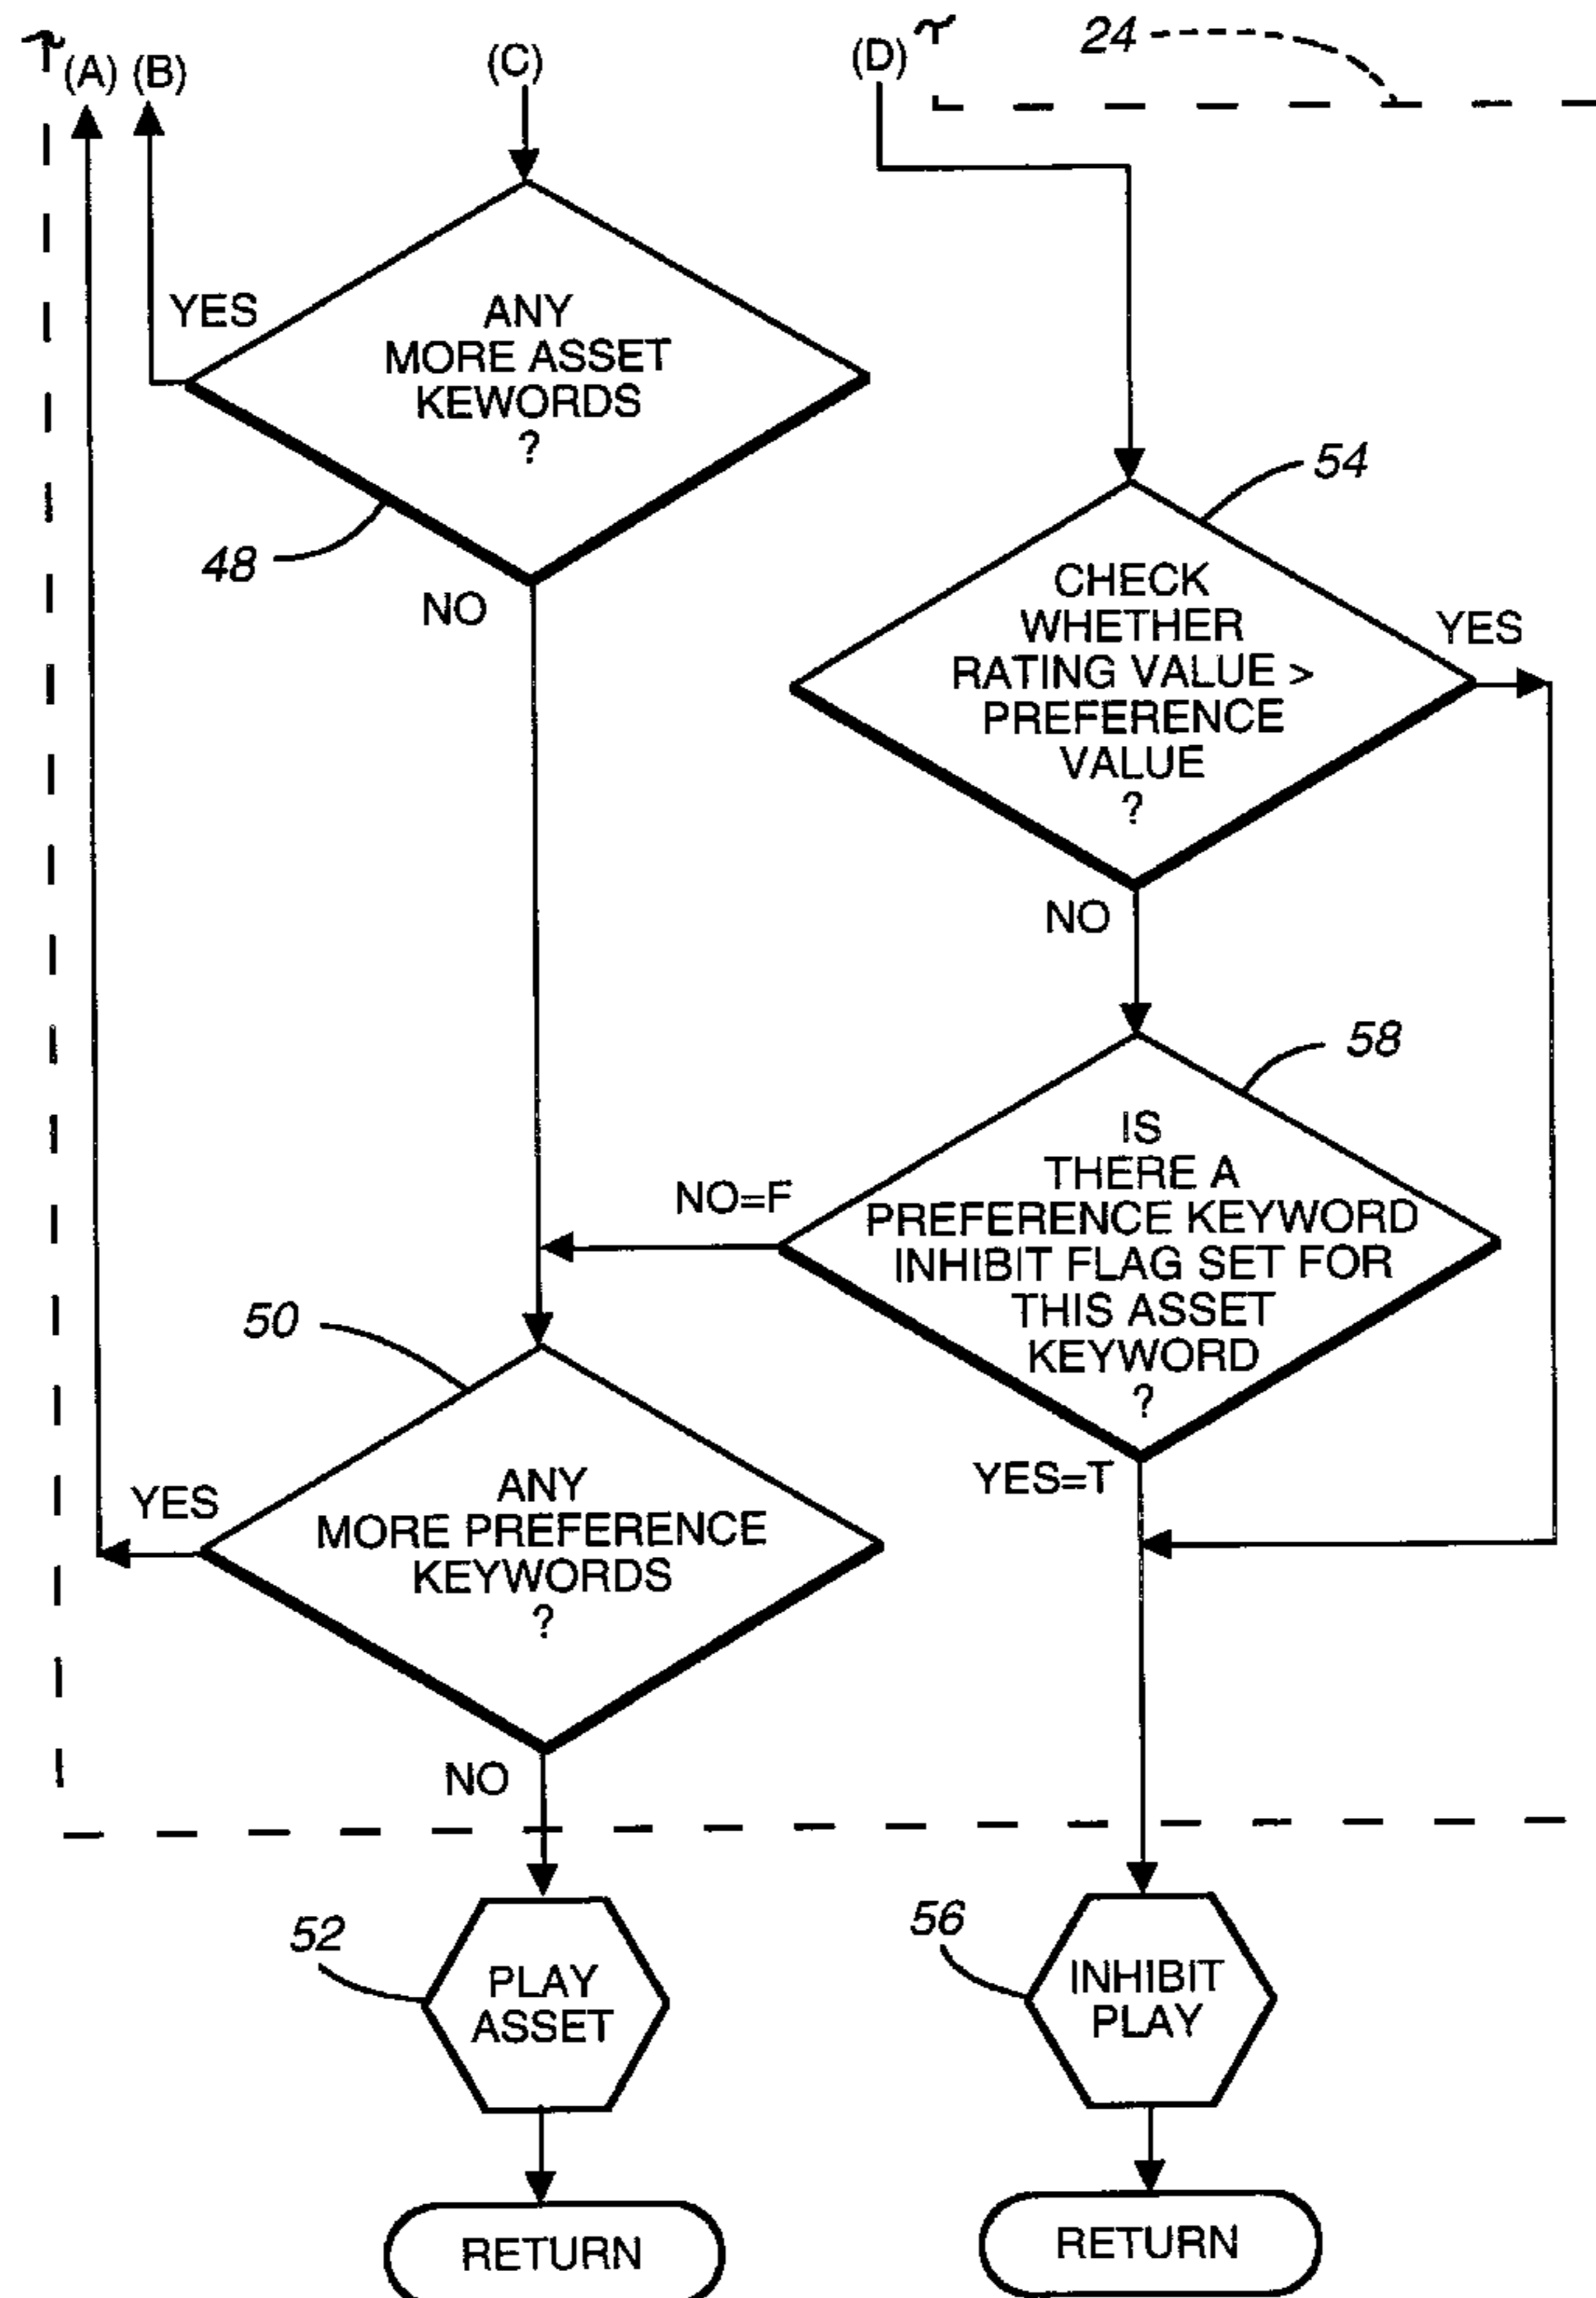 (A) (B)
(C)
(D)
24
YES
ANY
MORE ASSET
KEWORDS
?
48
NO
54
CHECK
WHETHER
RATING VALUE >
PREFERENCE
VALUE
?
YES
NO
58
IS
THERE A
PREFERENCE KEYWORD
INHIBIT FLAG SET FOR
THIS ASSET
KEYWORD
?
NO=F
YES=T
50
ANY
MORE PREFERENCE
KEYWORDS
?
YES
NO
52
PLAY
ASSET
56
INHIBIT
PLAY
RETURN
RETURN